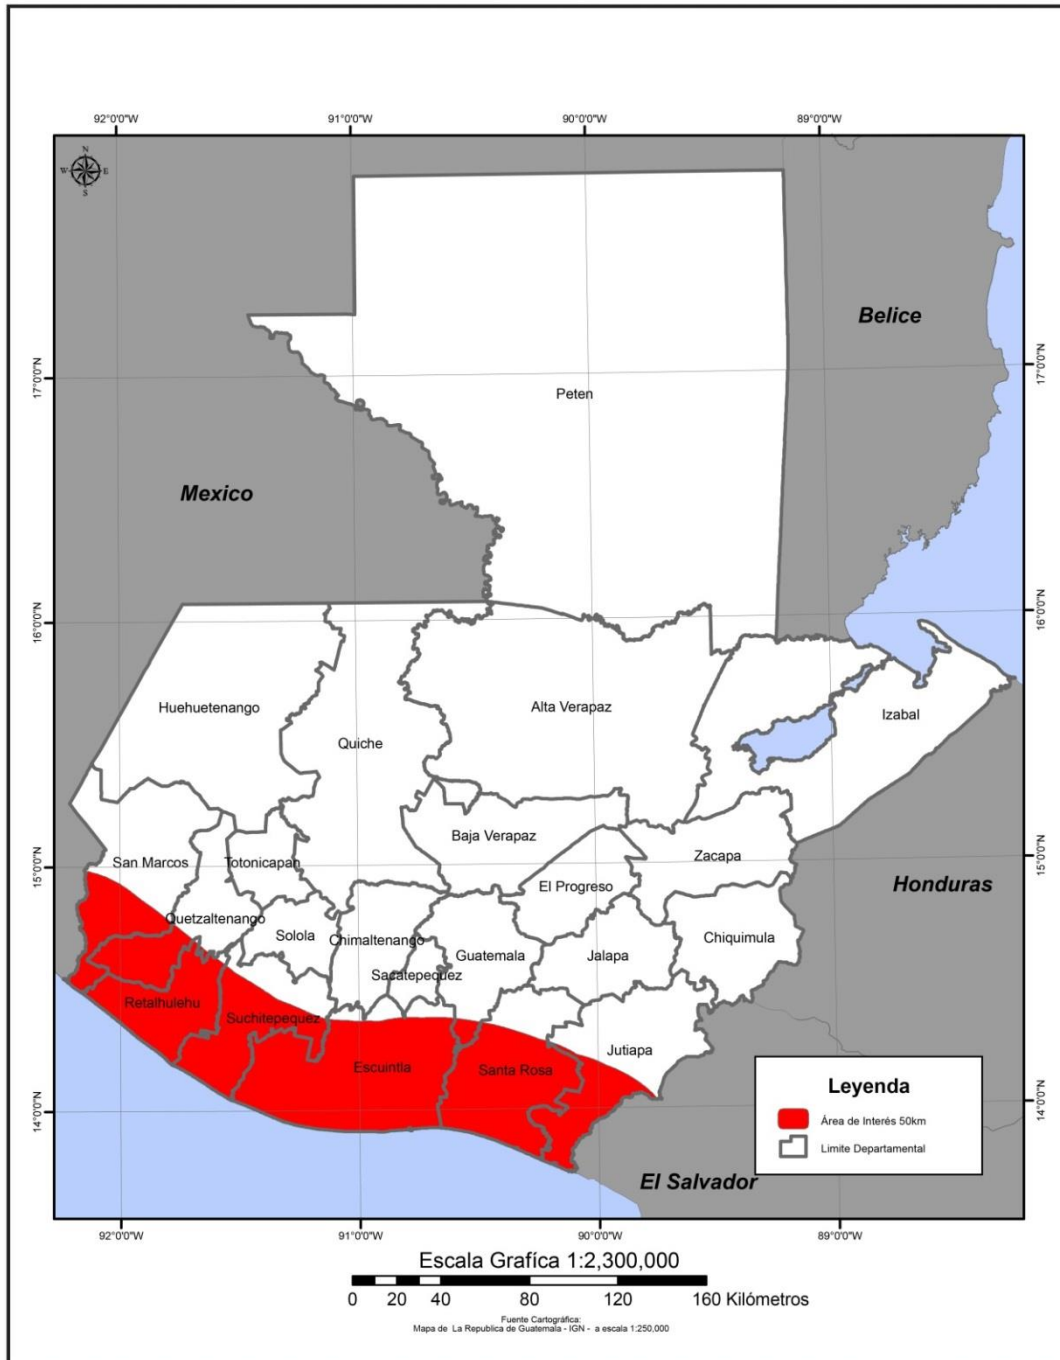 92°0'0"W 91°0'0"W 90°0'0"W 89°0'0"W
N
W E
S
Belice
17°0'0"N 17°0'0"N
Peten
Mexico
16°0'0"N 16°0'0"N
Huehuetenango
Alta Verapaz
Izabal
Quiche
Baja Verapaz
San Marcos
Totonicapan
Zacapa
15°0'0"N 15°0'0"N
El Progreso
Honduras
Quetzaltenango
Solola
Chimaltenango
Chiquimula
Guatemala
Jalapa
Sacatepequez
Retalhulehu
Suchitepequez
Jutiapa
Escuintla
Santa Rosa
Leyenda
14°0'0"N 14°0'0"N
Área de Interés 50km
Limite Departamental
El Salvador
92°0'0"W 91°0'0"W 90°0'0"W 89°0'0"W
Escala Grafica 1:2,300,000
0 20 40 80 120 160 Kilómetros
Fuente Cartográfica:
Mapa de La Republica de Guatemala - IGN - a escala 1:250,000